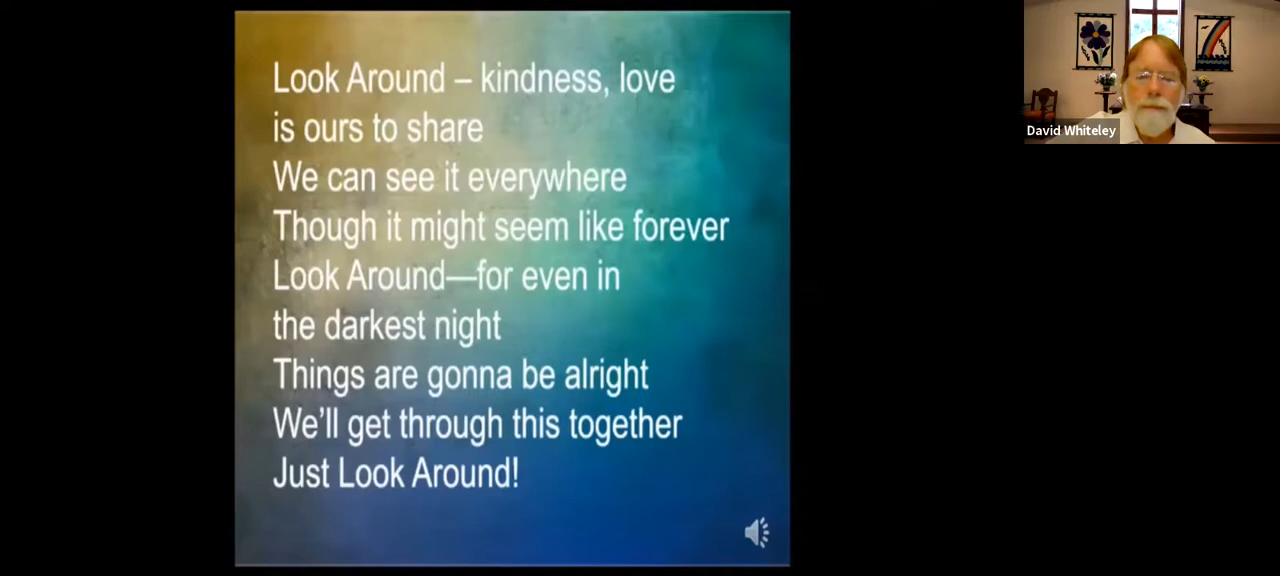 Look Around – kindness, love
is ours to share
We can see it everywhere
Though it might seem like forever
Look Around—for even in
the darkest night
Things are gonna be alright
We’ll get through this together
Just Look Around!
David Whiteley